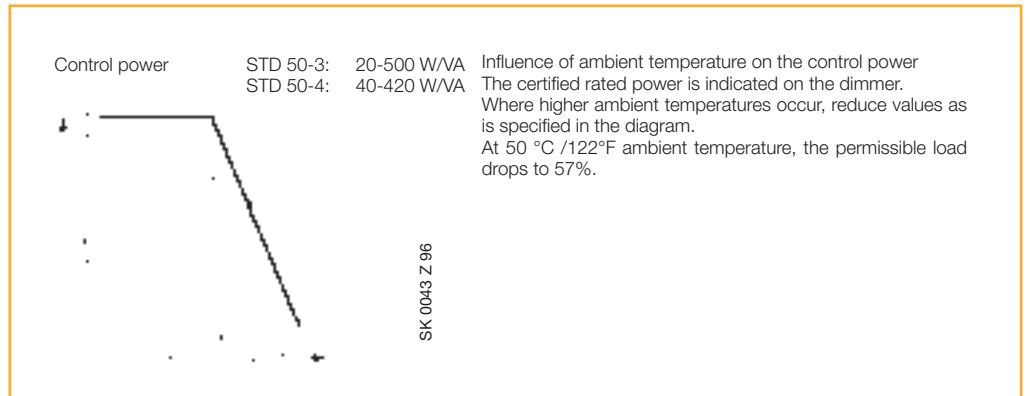 Control power
STD 50-3: 20-500 W/VA
STD 50-4: 40-420 W/VA
Influence of ambient temperature on the control power
The certified rated power is indicated on the dimmer.
Where higher ambient temperatures occur, reduce values as
is specified in the diagram.
At 50 °C /122°F ambient temperature, the permissible load
drops to 57%.
SK 0043 Z 96